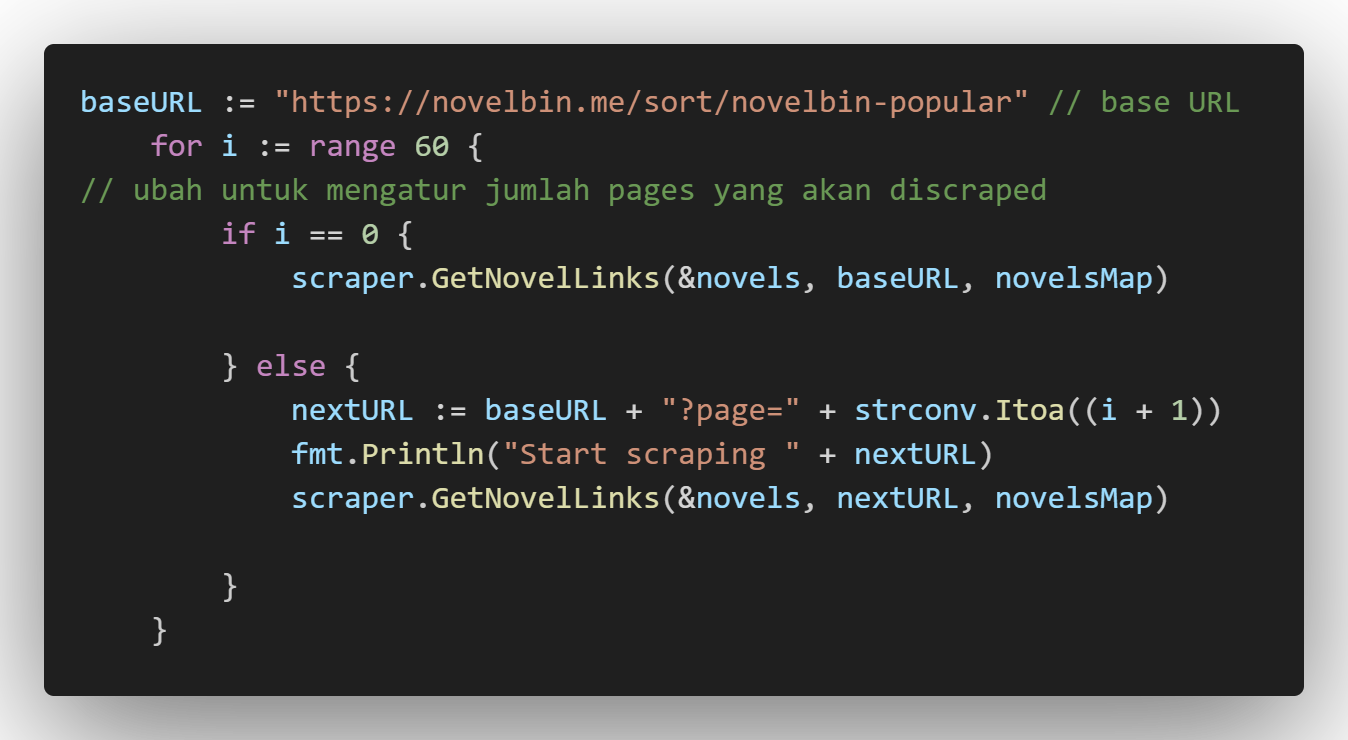 baseURL := "https://novelbin.me/sort/novelbin-popular" // base URL
    for i := range 60 {
// ubah untuk mengatur jumlah pages yang akan discraped
        if i == 0 {
            scraper.GetNovelLinks(&novels, baseURL, novelsMap)
        } else {
            nextURL := baseURL + "?page=" + strconv.Itoa((i + 1))
            fmt.Println("Start scraping " + nextURL)
            scraper.GetNovelLinks(&novels, nextURL, novelsMap)
        }
    }